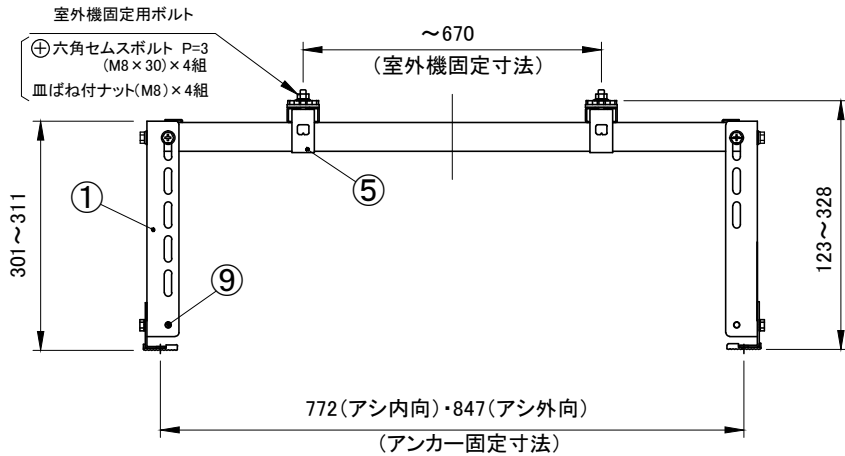 室外機固定用ボルト
⊕六角セムスボルト P=3
(M8×30)×4組
皿ばね付ナット(M8)×4組
～670
(室外機固定寸法)
①
⑤
⑨
301～311
123～328
772(アシ内向)・847(アシ外向)
(アンカー固定寸法)